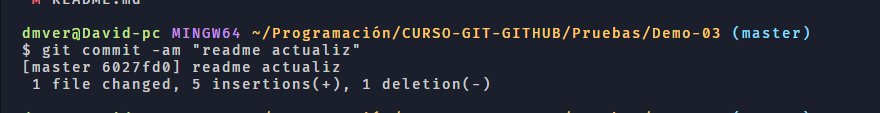 M README.md
dmver@David-pc MINGW64 ~/Programación/CURSO-GIT-GITHUB/Pruebas/Demo-03 (master)
$ git commit -am "readme actualiz"
[master 6027fd0] readme actualiz
1 file changed, 5 insertions(+), 1 deletion(-)